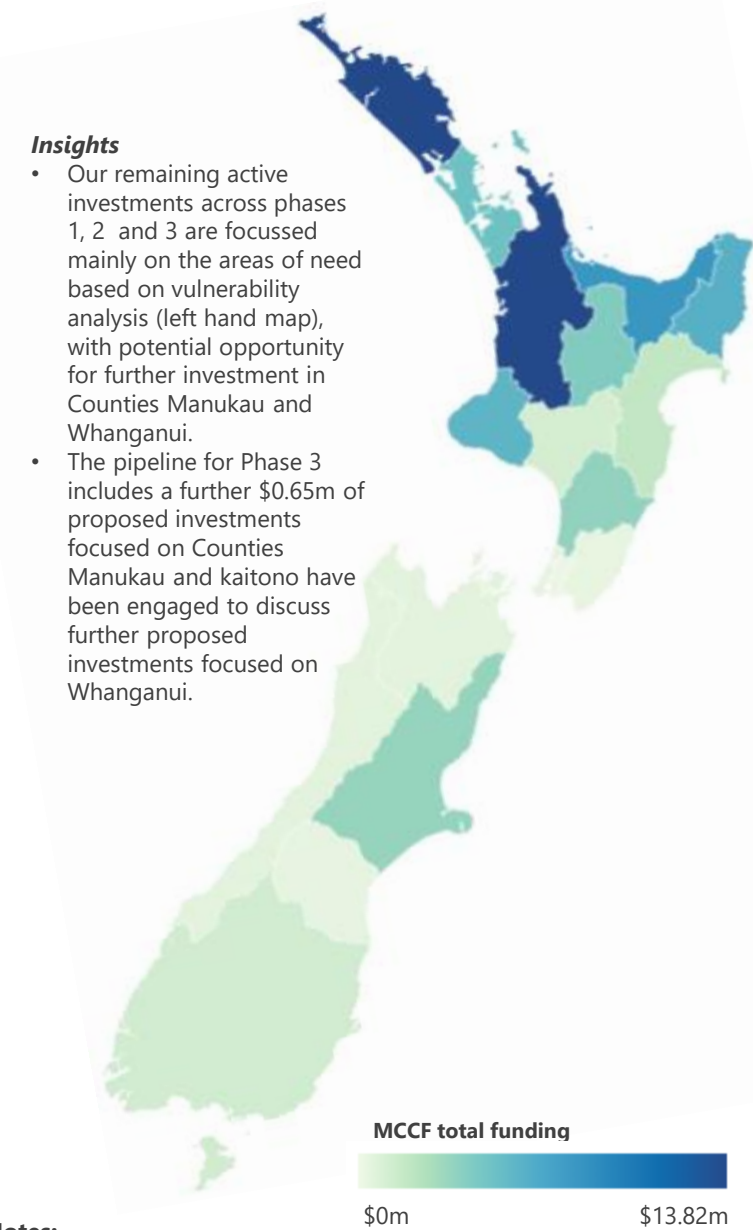 Insights
• Our remaining active
investments across phases
1, 2 and 3 are focussed
mainly on the areas of need
based on vulnerability
analysis (left hand map),
with potential opportunity
for further investment in
Counties Manukau and
Whanganui.
• The pipeline for Phase 3
includes a further $0.65m of
proposed investments
focused on Counties
Manukau and kaitono have
been engaged to discuss
further proposed
investments focused on
Whanganui.
MCCF total funding
$0m $13.82m